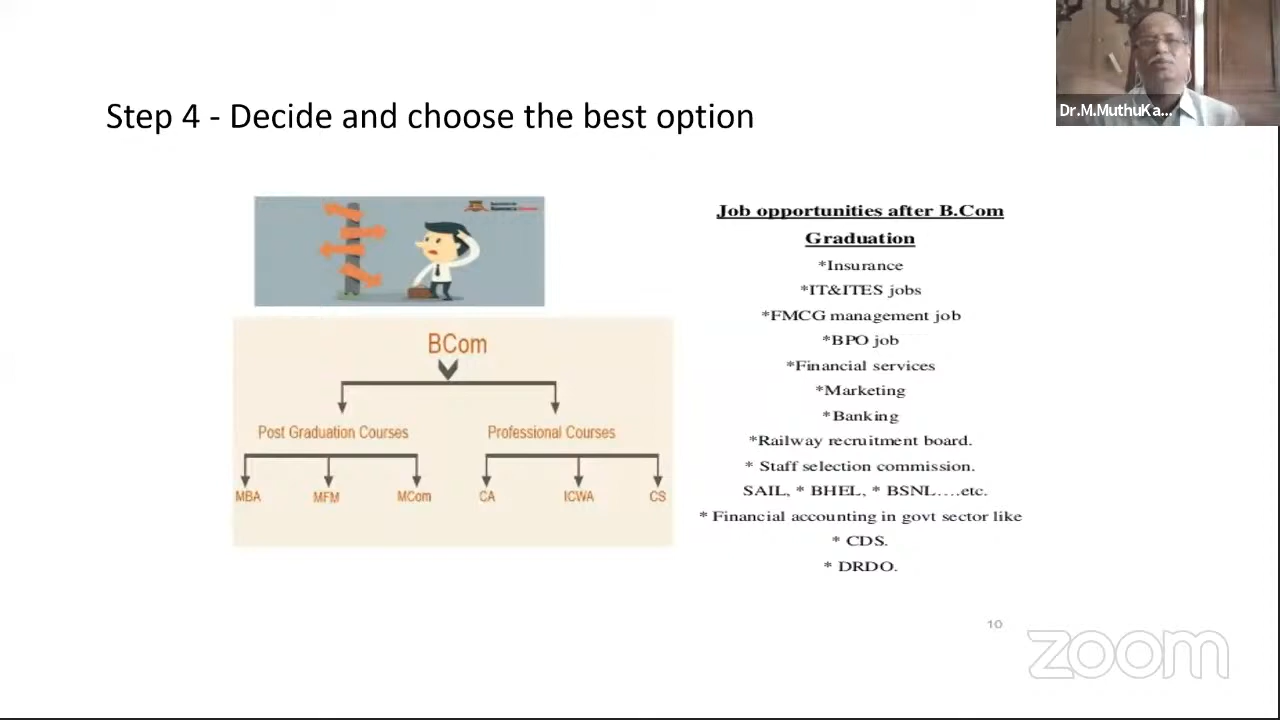 Dr.M.MuthuKa...
Step 4 - Decide and choose the best option
BCom
Post Graduation Courses
Professional Courses
MBA
MFM
MCom
CA
ICWA
CS
Job opportunities after B.Com
Graduation
*Insurance
*IT&ITES jobs
*FMCG management job
*BPO job
*Financial services
*Marketing
*Banking
*Railway recruitment board.
* Staff selection commission.
SAIL, * BHEL, * BSNL....etc.
* Financial accounting in govt sector like
* CDS.
* DRDO.
10
zoom